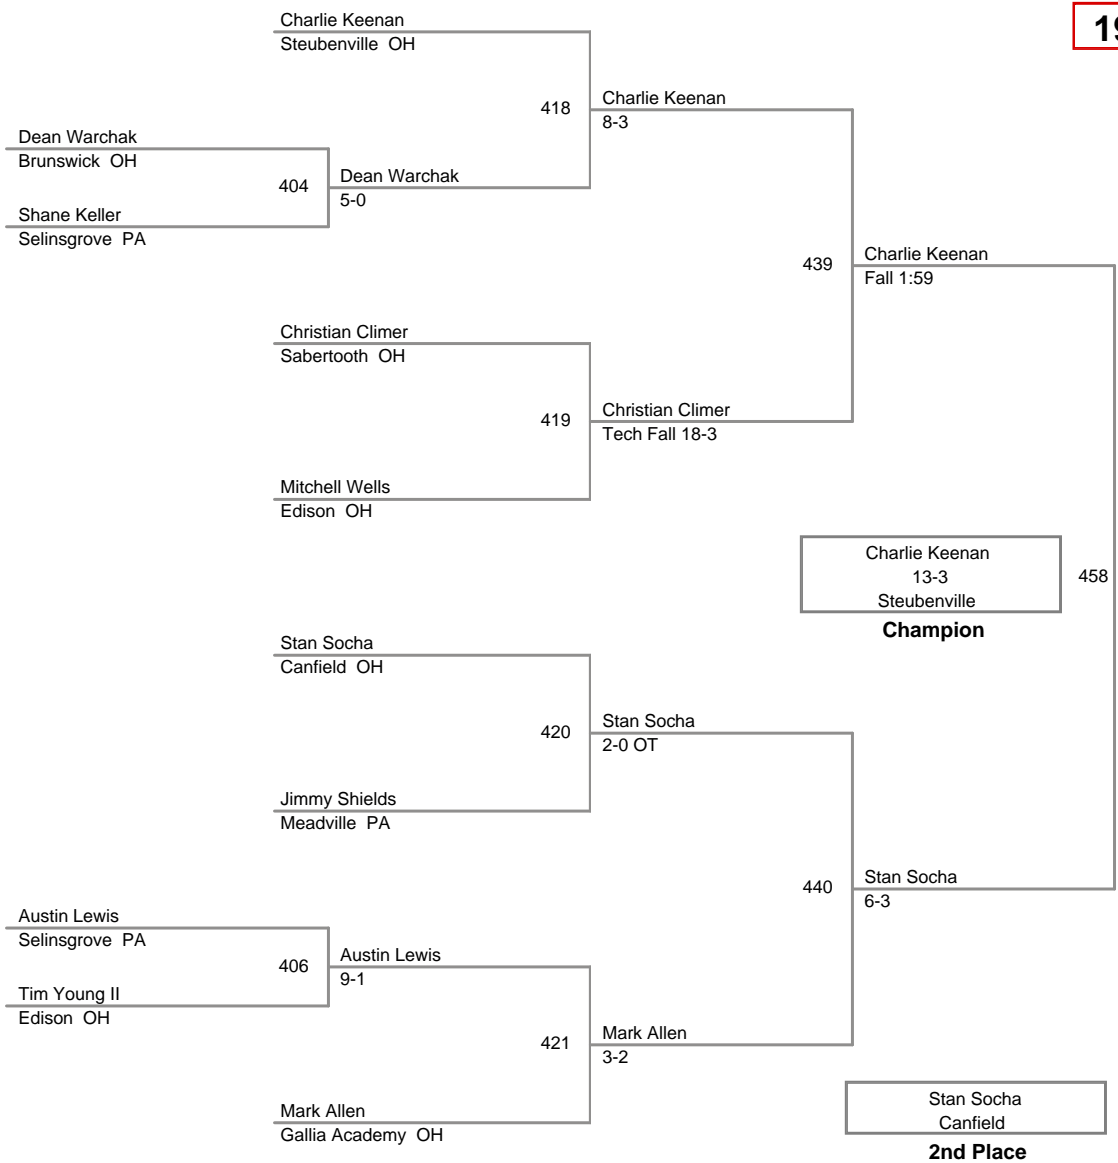 Charlie Keenan
Steubenville OH
19
418
Charlie Keenan
8-3
Dean Warchak
Brunswick OH
404
Dean Warchak
5-0
Shane Keller
Selinsgrove PA
439
Charlie Keenan
Fall 1:59
Christian Climer
Sabertooth OH
419
Christian Climer
Tech Fall 18-3
Mitchell Wells
Edison OH
Charlie Keenan
13-3
Steubenville
458
Champion
Stan Socha
Canfield OH
420
Stan Socha
2-0 OT
Jimmy Shields
Meadville PA
440
Stan Socha
6-3
Austin Lewis
Selinsgrove PA
406
Austin Lewis
9-1
Tim Young II
Edison OH
421
Mark Allen
3-2
Mark Allen
Gallia Academy OH
Stan Socha
Canfield
2nd Place